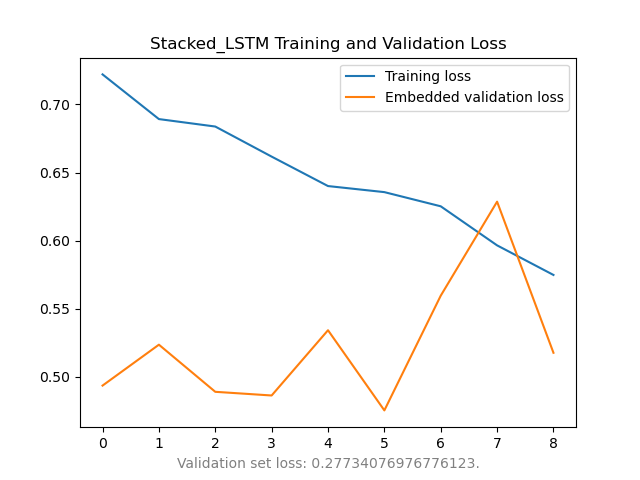 Stacked_LSTM Training and Validation Loss
Training loss
Embedded validation loss
0.70
0.65
0.60
0.55
0.50
0 1 2 3 4 5 6 7 8
Validation set loss: 0.27734076976776123.